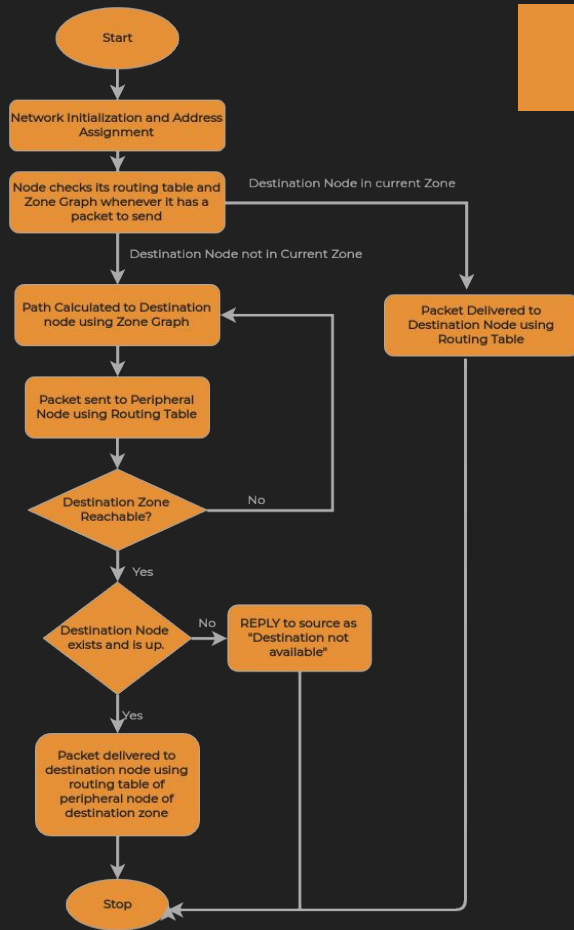 Start
Network Initialization and Address
Assignment
Node checks its routing table and
Zone Graph whenever it has a
packet to send
Destination Node in current Zone
Destination Node not in Current Zone
Path Calculated to Destination
node using Zone Graph
Packet Delivered to
Destination Node using
Routing Table
Packet sent to Peripheral
Node using Routing Table
Destination Zone
Reachable?
No
Yes
Destination Node
exists and is up.
No
REPLY to source as
"Destination not
available"
Yes
Packet delivered to
destination node using
routing table of
peripheral node of
destination zone
Stop